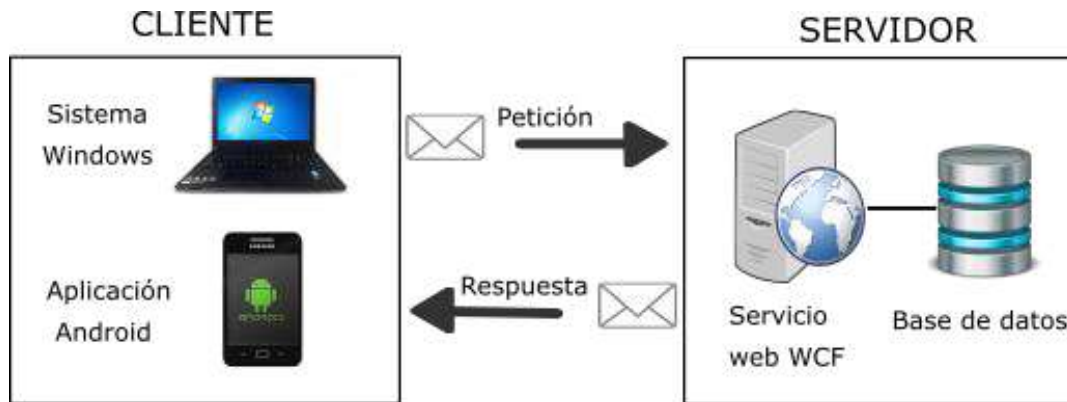 CLIENTE
SERVIDOR
Sistema
Windows
Petición
Aplicación
Android
Respuesta
Servicio
web WCF
Base de datos